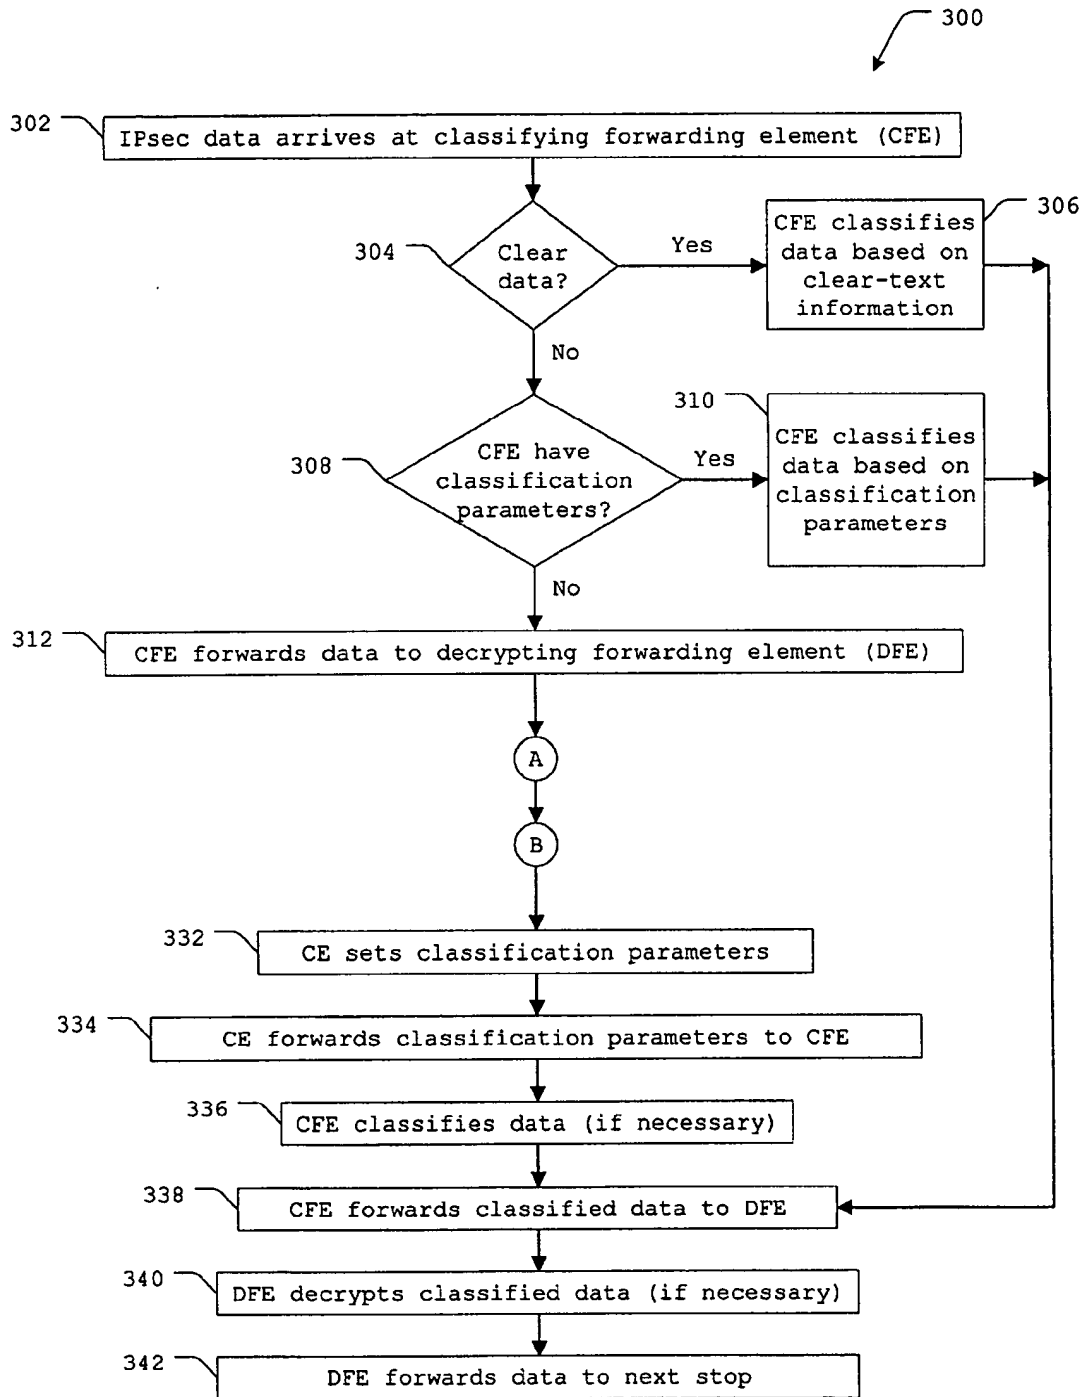 300
302
IPsec data arrives at classifying forwarding element (CFE)
304
Clear
data?
Yes
306
CFE classifies
data based on
clear-text
information
No
308
CFE have
classification
parameters?
Yes
310
CFE classifies
data based on
classification
parameters
No
312
CFE forwards data to decrypting forwarding element (DFE)
A
B
332
CE sets classification parameters
334
CE forwards classification parameters to CFE
336
CFE classifies data (if necessary)
338
CFE forwards classified data to DFE
340
DFE decrypts classified data (if necessary)
342
DFE forwards data to next stop